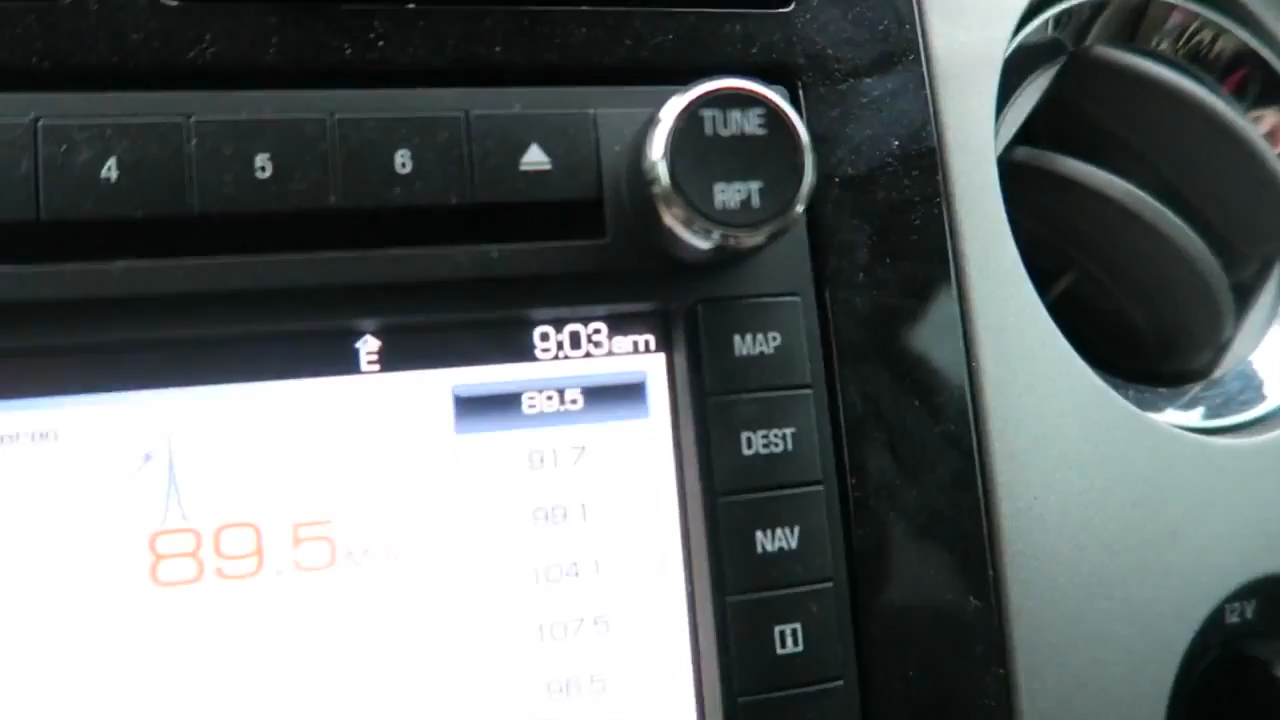 TUNE
4 5 6
RPT
E
9:03am
MAP
89.5
DEST
91.7
99.1
89.5
NAV
104.1
107.5
12V
96.5